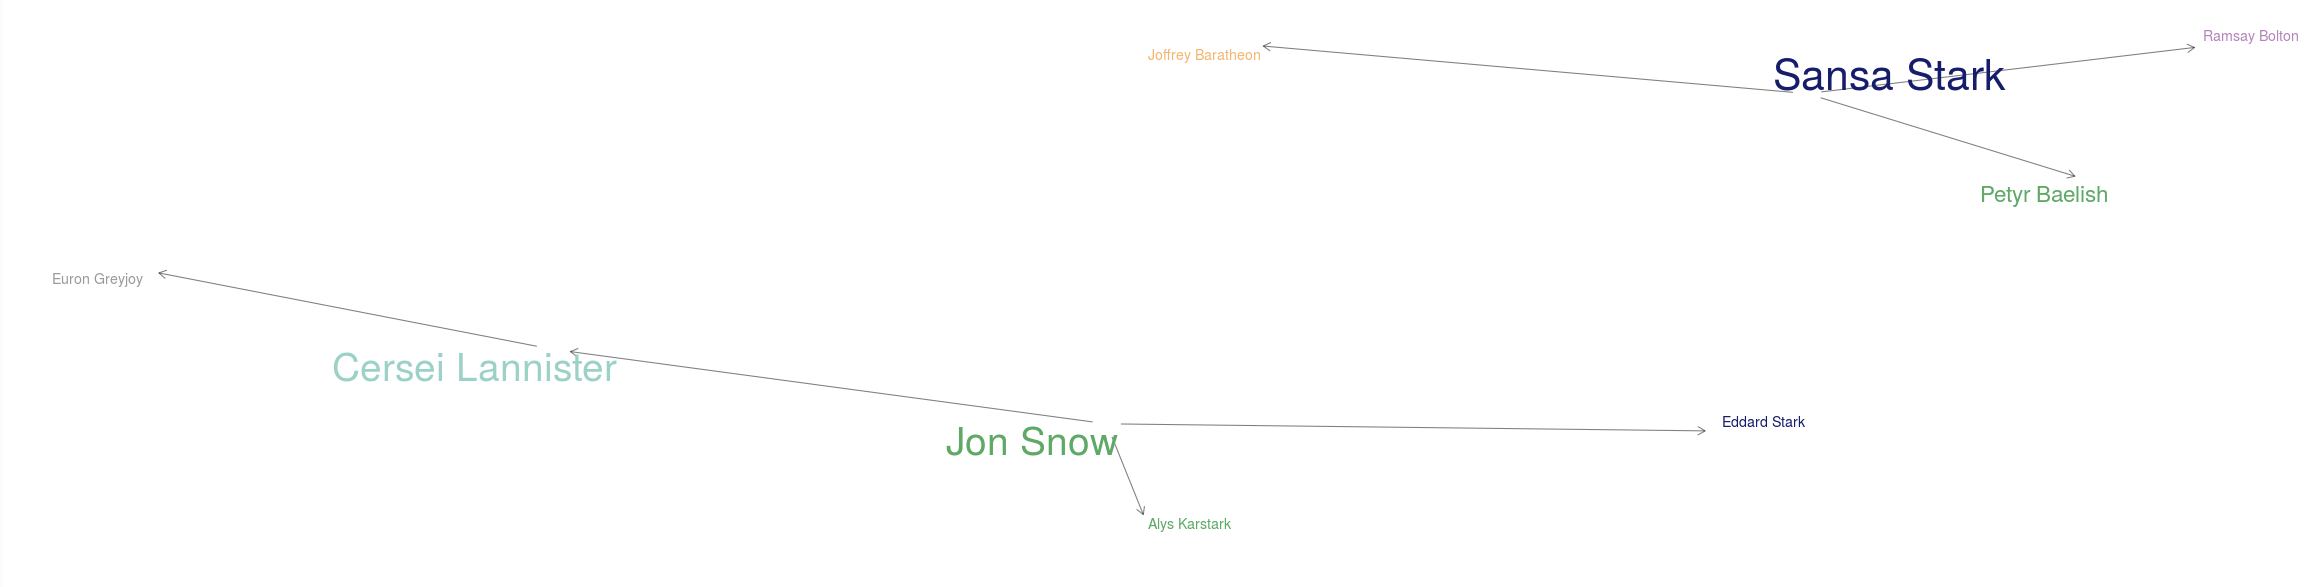 Ramsay Bolton
Joffrey Baratheon
Sansa Stark
Petyr Baelish
Euron Greyjoy
Cersei Lannister
Eddard Stark
Jon Snow
Alys Karstark